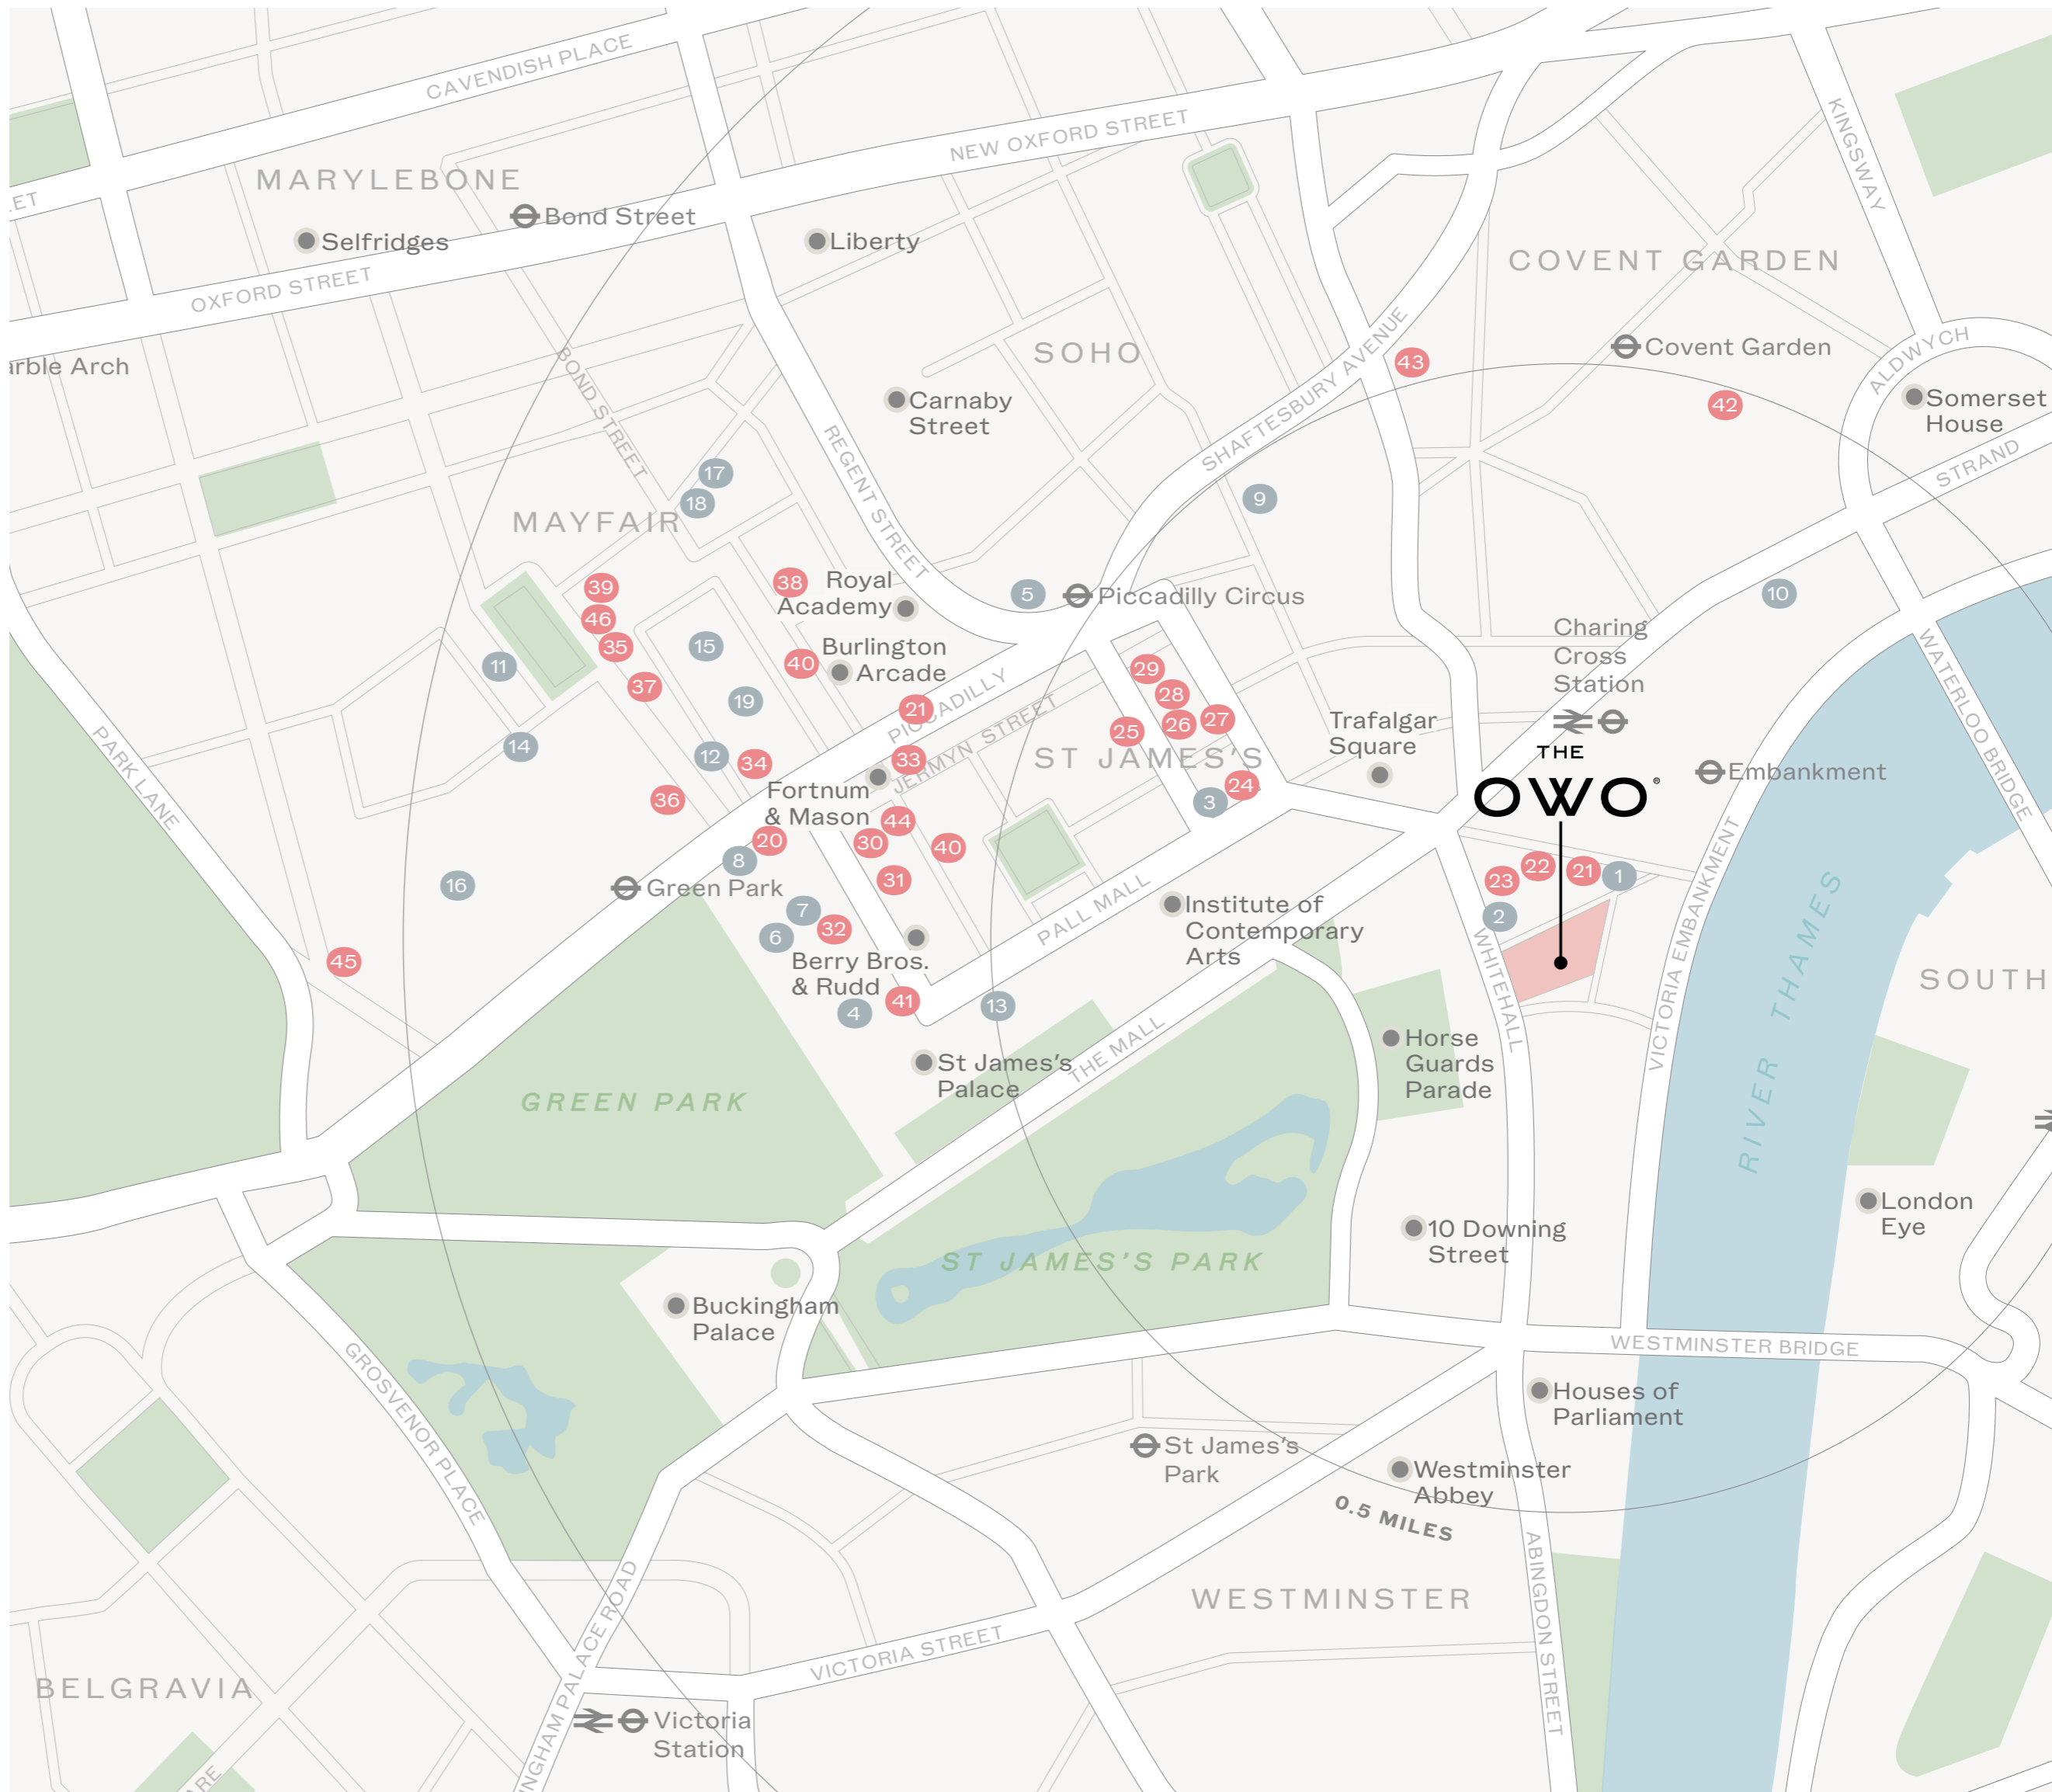 CAVENDISH PLACE
NEW OXFORD STREET
KINGSWAY
MARYLEBONE
ET
Bond Street
Selfridges
Liberty
COVENT GARDEN
OXFORD STREET
arble Arch
BOND STREET
SOHO
SHAFTESBURY AVENUE
43
Covent Garden
ALDWYCH
Carnaby
Street
42
Somerset
House
REGENT STREET
STRAND
17
18
9
MAYFAIR
39
38
Royal
Academy
5
Piccadilly Circus
10
46
35
15
Burlington
Arcade
40
Charing
Cross
Station
11
37
29
WATERLOO BRIDGE
19
21
PICCADILLY
28
26
27
25
JERMYN STREET
Trafalgar
Square
PARK LANE
14
12
34
33
ST JAMES'S
THE
OWO®
Embankment
36
Fortnum
& Mason
24
3
44
20
30
40
8
31
16
Green Park
PALL MALL
23
22
21
1
Institute of
Contemporary
Arts
2
7
6
32
WHITEHALL
VICTORIA EMBANKMENT
RIVER THAMES
45
Berry Bros.
& Rudd
SOUTH
41
4
13
Horse
Guards
Parade
St James's
Palace
THE MALL
GREEN PARK
London
Eye
10 Downing
Street
ST JAMES'S PARK
Buckingham
Palace
GROSVENOR PLACE
WESTMINSTER BRIDGE
Houses of
Parliament
St James's
Park
Westminster
Abbey
0.5 MILES
ABINGDON STREET
WESTMINSTER
VICTORIA STREET
INGHAM PALACE ROAD
BELGRAVIA
Victoria
Station
ARE